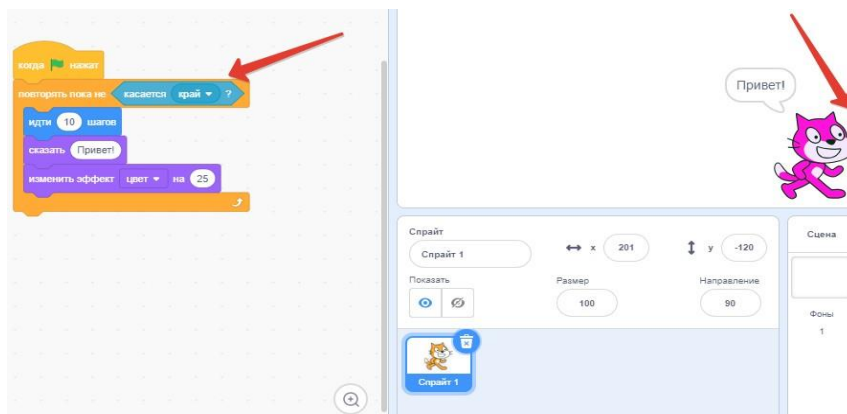 когда нажат
повторять пока не касается край ?
идти 10 шагов
сказать Привет!
изменить эффект цвет на 25
Привет!
Спрайт
Спрайт 1
x 201
y -120
Показать
Размер
100
Направление
90
Спрайт 1
Сцена
Фоны
1